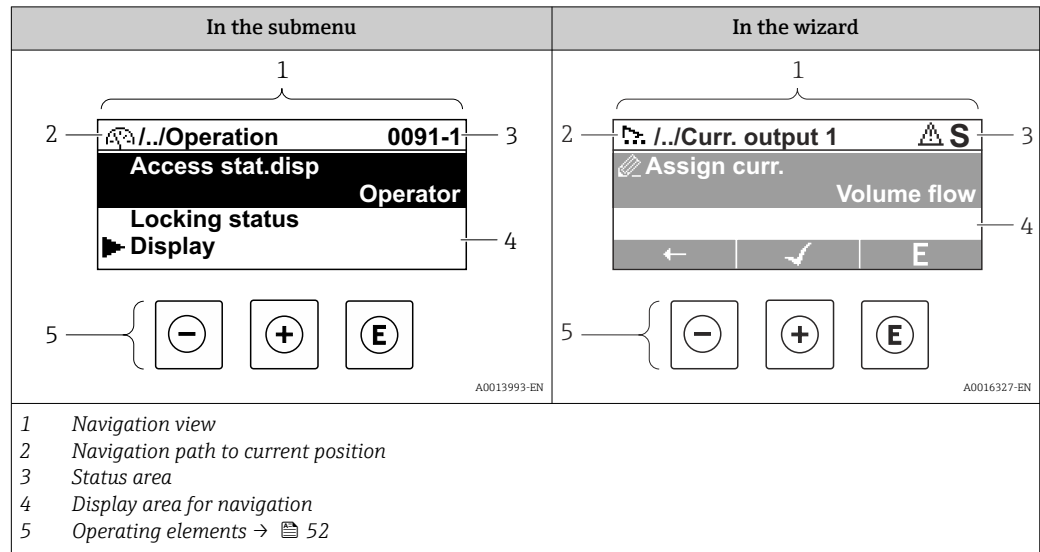 In the submenu
In the wizard
1
2
/../Operation 0091-1
3
Access stat.disp
Operator
Locking status
Display
4
5
− + E
A0013993-EN
1
2
/../Curr. output 1 ⚠ S
3
Assign curr.
Volume flow
4
← ✓ E
5
− + E
A0016327-EN
1 Navigation view
2 Navigation path to current position
3 Status area
4 Display area for navigation
5 Operating elements → 52